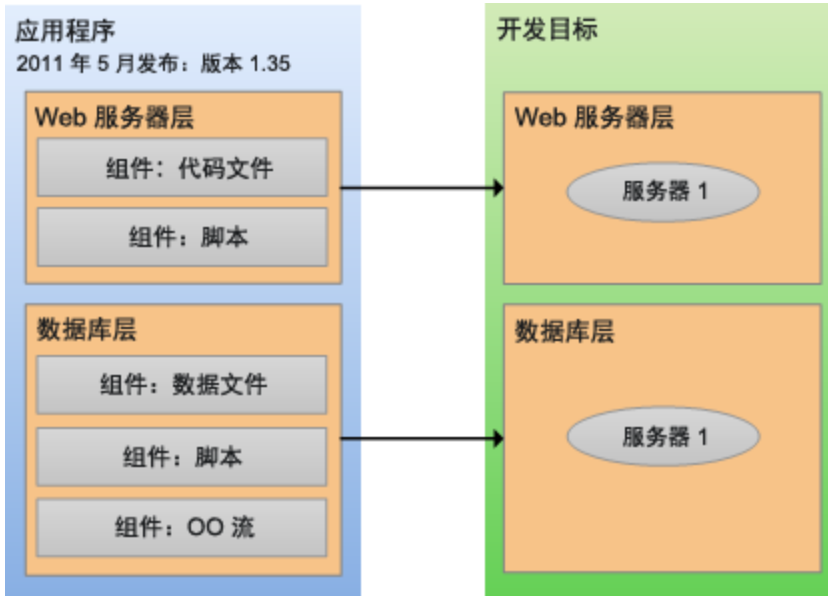 应用程序
2011 年 5 月发布：版本 1.35
Web 服务器层
组件：代码文件
组件：脚本
数据库层
组件：数据文件
组件：脚本
组件：OO 流
开发目标
Web 服务器层
服务器 1
数据库层
服务器 1